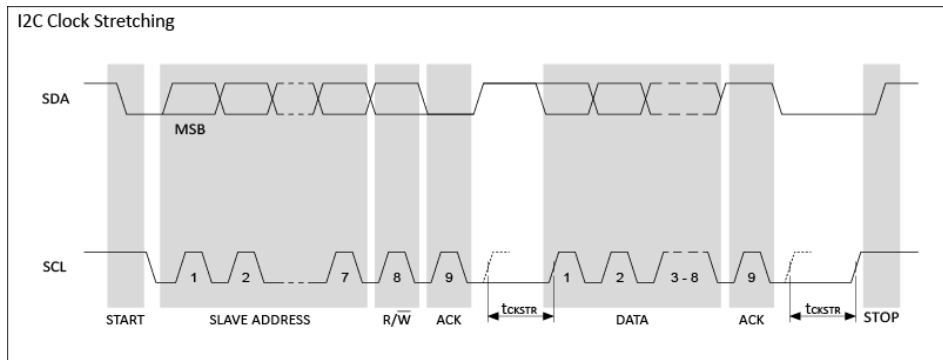 I2C Clock Stretching
SDA
MSB
SCL
1 2 7 8 9 1 2 3 - 8 9
tCKSTR tCKSTR
START SLAVE ADDRESS R/W̅ ACK DATA ACK STOP